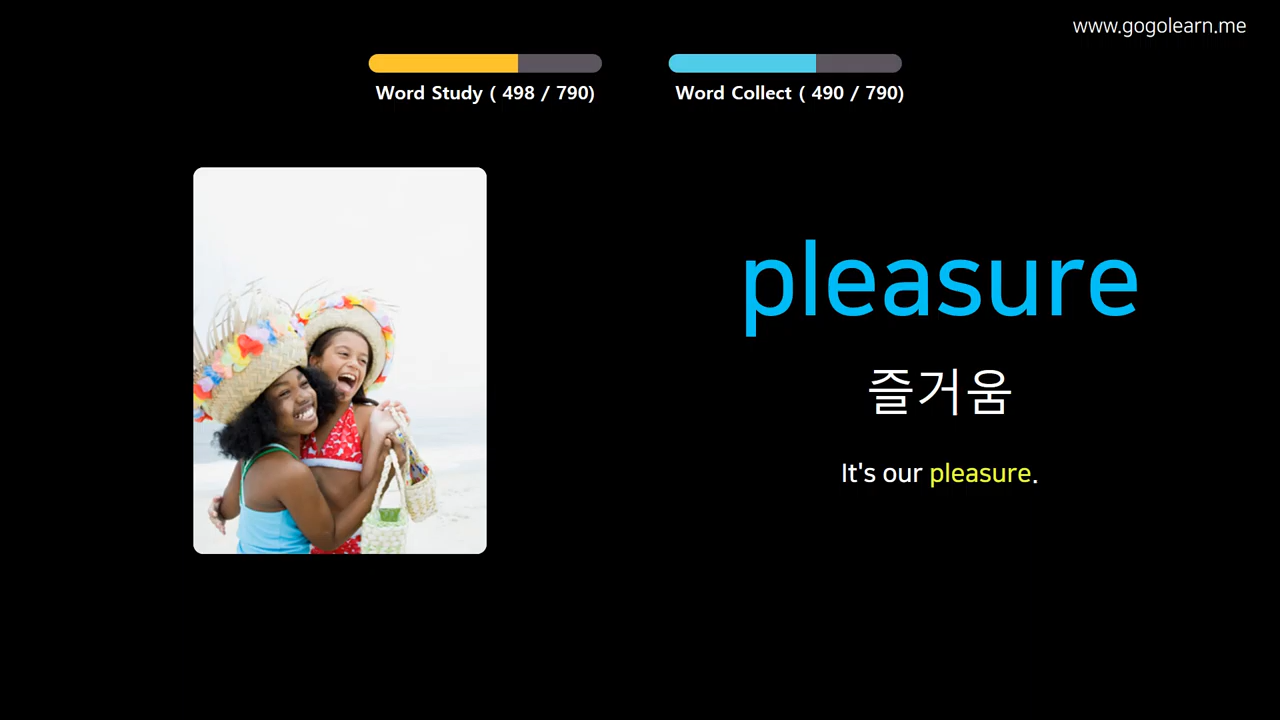 www.gogolearn.me
Word Study ( 498 / 790)
Word Collect ( 490 / 790)
pleasure
즐거움
It's our pleasure.